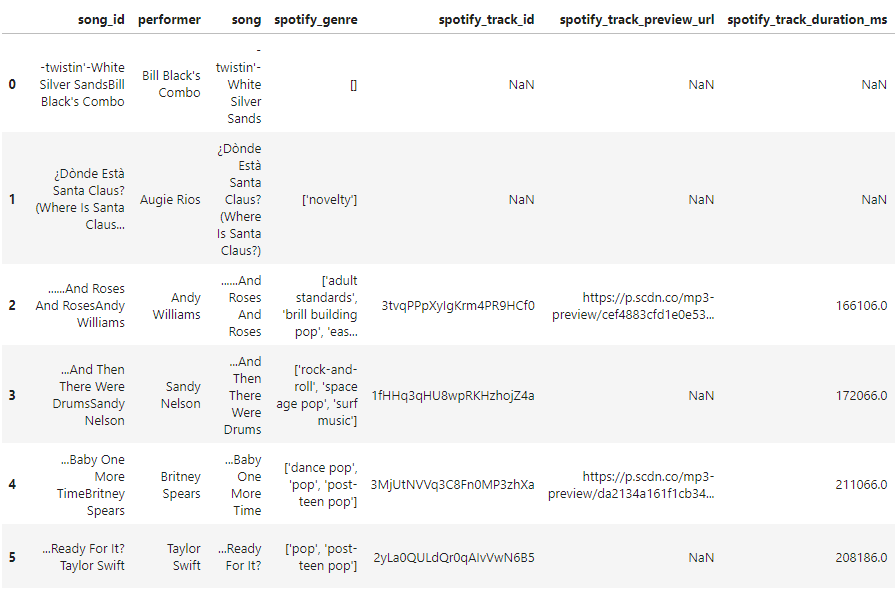 song_id performer song spotify_genre spotify_track_id spotify_track_preview_url spotify_track_duration_ms
-
-twistin'-White twistin'-
Silver SandsBill Bill Black's White
0 [] NaN NaN NaN
Black's Combo Combo Silver
Sands
¿Dònde
¿Dònde Està Està
Santa Claus? Santa
1 (Where Is Santa Augie Rios Claus? ['novelty'] NaN NaN NaN
Claus... (Where
Is Santa
Claus?)
......And Roses ......And ['adult
And RosesAndy Andy Roses standards', https://p.scdn.co/mp3-
2 Williams Williams And 'brill building 3tvqPPpXyIgKrm4PR9HCf0 preview/cef4883cfd1e0e53... 166106.0
Roses pop', 'eas...
...And Then ...And ['rock-and-
There Were Sandy Then roll', 'space
3 DrumsSandy Nelson There age pop', 'surf 1fHHq3qHU8wpRKHzhojZ4a NaN 172066.0
Nelson Were music']
Drums
...Baby One ...Baby ['dance pop',
More Britney One 'pop', 'post- https://p.scdn.co/mp3-
4 TimeBritney Spears More teen pop'] 3MjUtNVVq3C8Fn0MP3zhXa preview/da2134a161f1cb34... 211066.0
Spears Time
...Ready For It? Taylor ...Ready ['pop', 'post-
5 Taylor Swift Swift For It? teen pop'] 2yLa0QULdQr0qAIvVwN6B5 NaN 208186.0